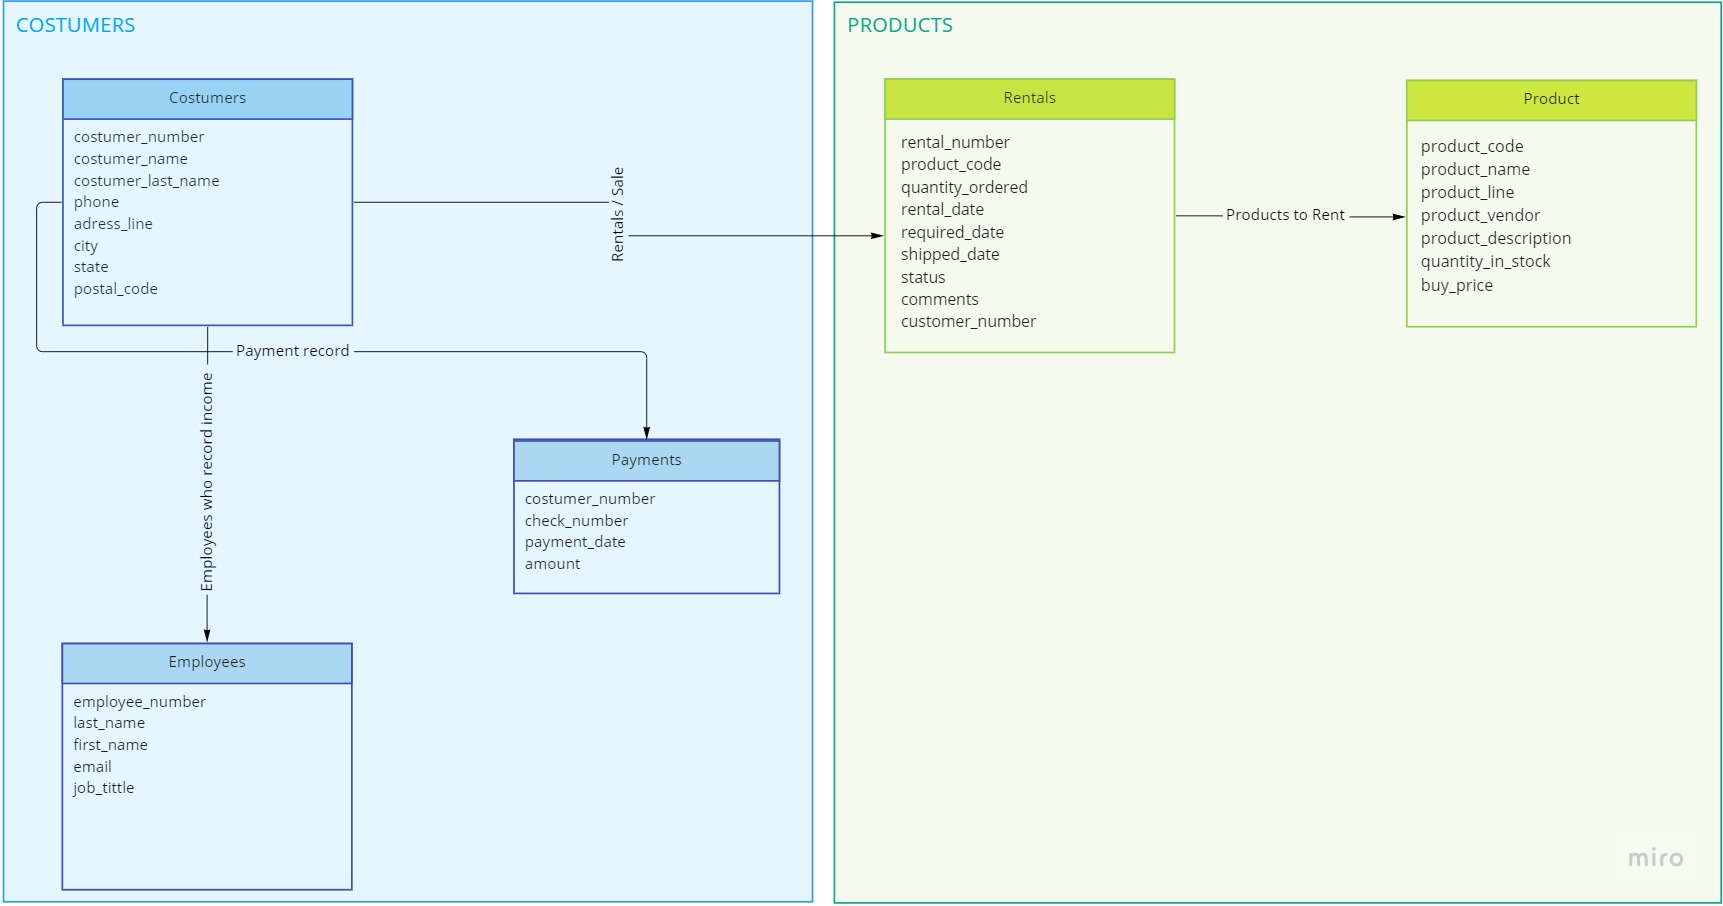 COSTUMERS
Costumers
costumer_number
costumer_name
costumer_last_name
phone
adress_line
city
state
postal_code
Rentals / Sale
Payment record
Employees who record income
Payments
costumer_number
check_number
payment_date
amount
Employees
employee_number
last_name
first_name
email
job_tittle
PRODUCTS
Rentals
rental_number
product_code
quantity_ordered
rental_date
required_date
shipped_date
status
comments
customer_number
Products to Rent
Product
product_code
product_name
product_line
product_vendor
product_description
quantity_in_stock
buy_price
miro